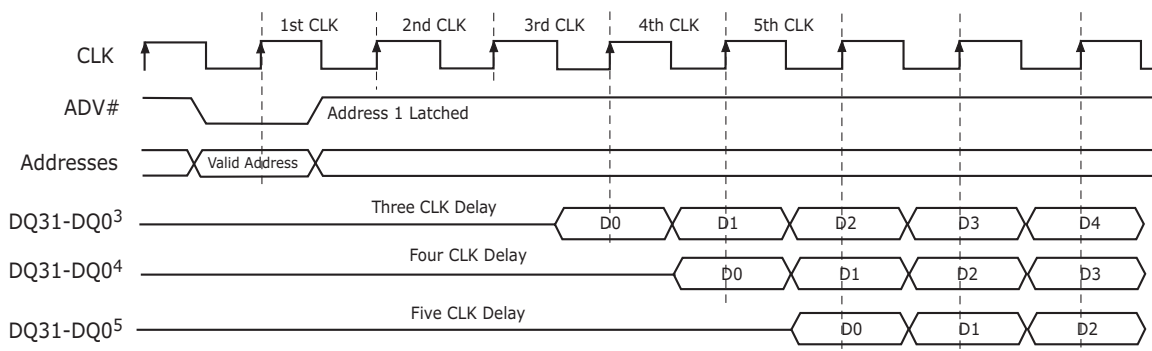 1st CLK 2nd CLK 3rd CLK 4th CLK 5th CLK
CLK
ADV#
Address 1 Latched
Addresses
Valid Address
DQ31-DQ0³ Three CLK Delay D0 D1 D2 D3 D4
DQ31-DQ0⁴ Four CLK Delay D0 D1 D2 D3
DQ31-DQ0⁵ Five CLK Delay D0 D1 D2